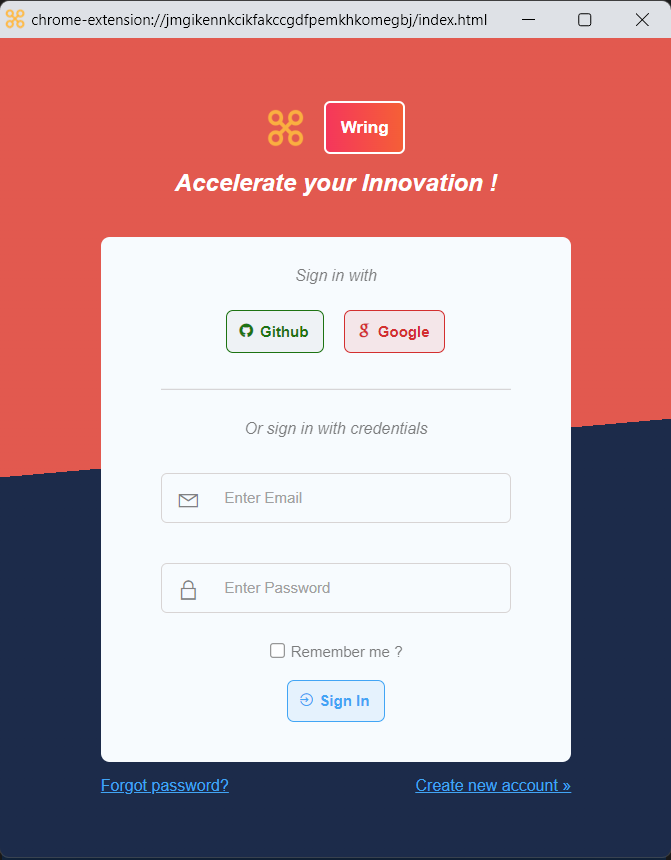 chrome-extension://jmgikennkcikfakccgdfpemkhkomegbj/index.html
Wring
Accelerate your Innovation !
Sign in with
Github Google
Or sign in with credentials
Enter Email
Enter Password
Remember me ?
Sign In
Forgot password? Create new account »